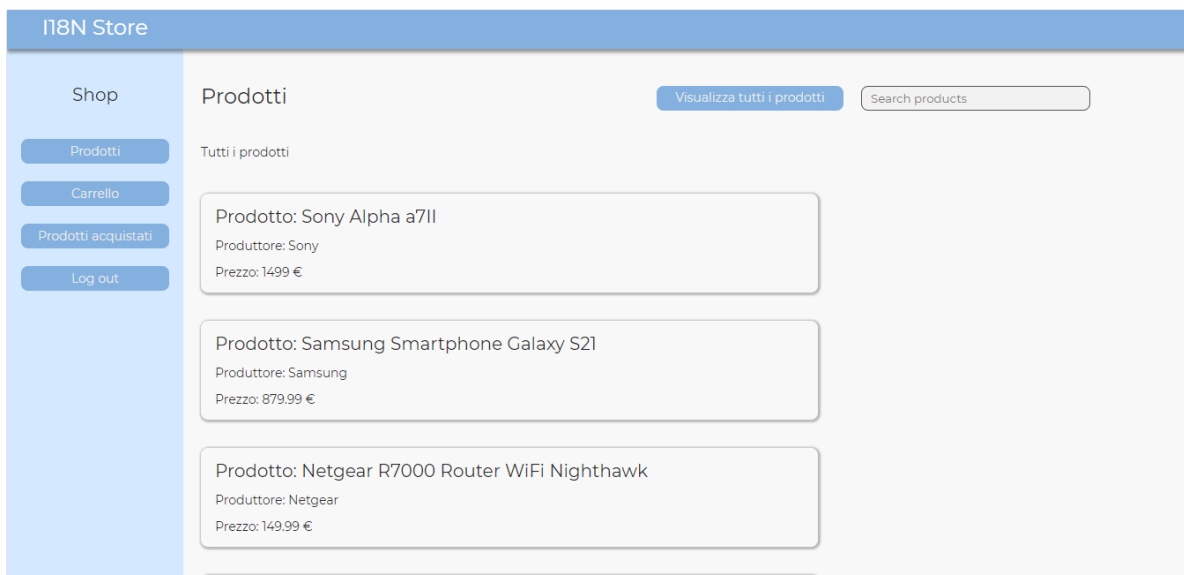 I18N Store
Shop
Prodotti
Carrello
Prodotti acquistati
Log out
Prodotti
Visualizza tutti i prodotti
Search products
Tutti i prodotti
Prodotto: Sony Alpha a7II
Produttore: Sony
Prezzo: 1499 €
Prodotto: Samsung Smartphone Galaxy S21
Produttore: Samsung
Prezzo: 879.99 €
Prodotto: Netgear R7000 Router WiFi Nighthawk
Produttore: Netgear
Prezzo: 149.99 €